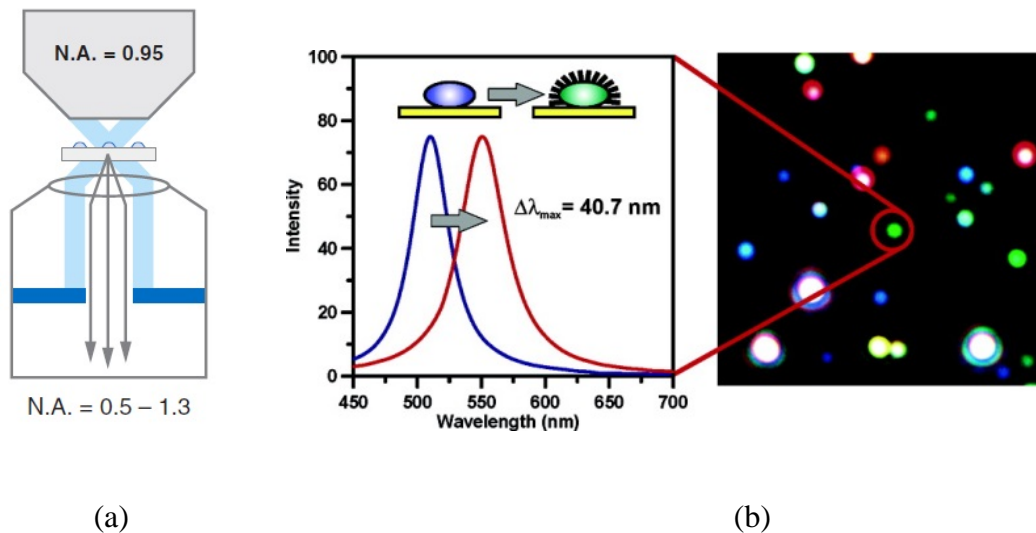 N.A. = 0.95
N.A. = 0.5 – 1.3
100
80
60
40
20
0
Intensity
Δλmax= 40.7 nm
450 500 550 600 650 700
Wavelength (nm)
(a) (b)